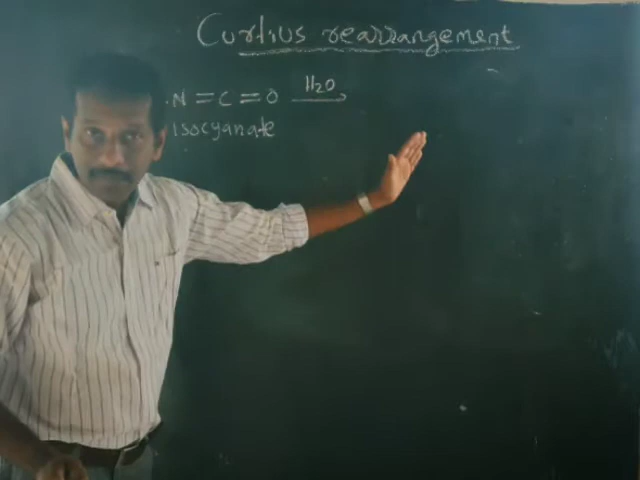 Curtius rearrangement
N = C = O H₂O →
Isocyanate